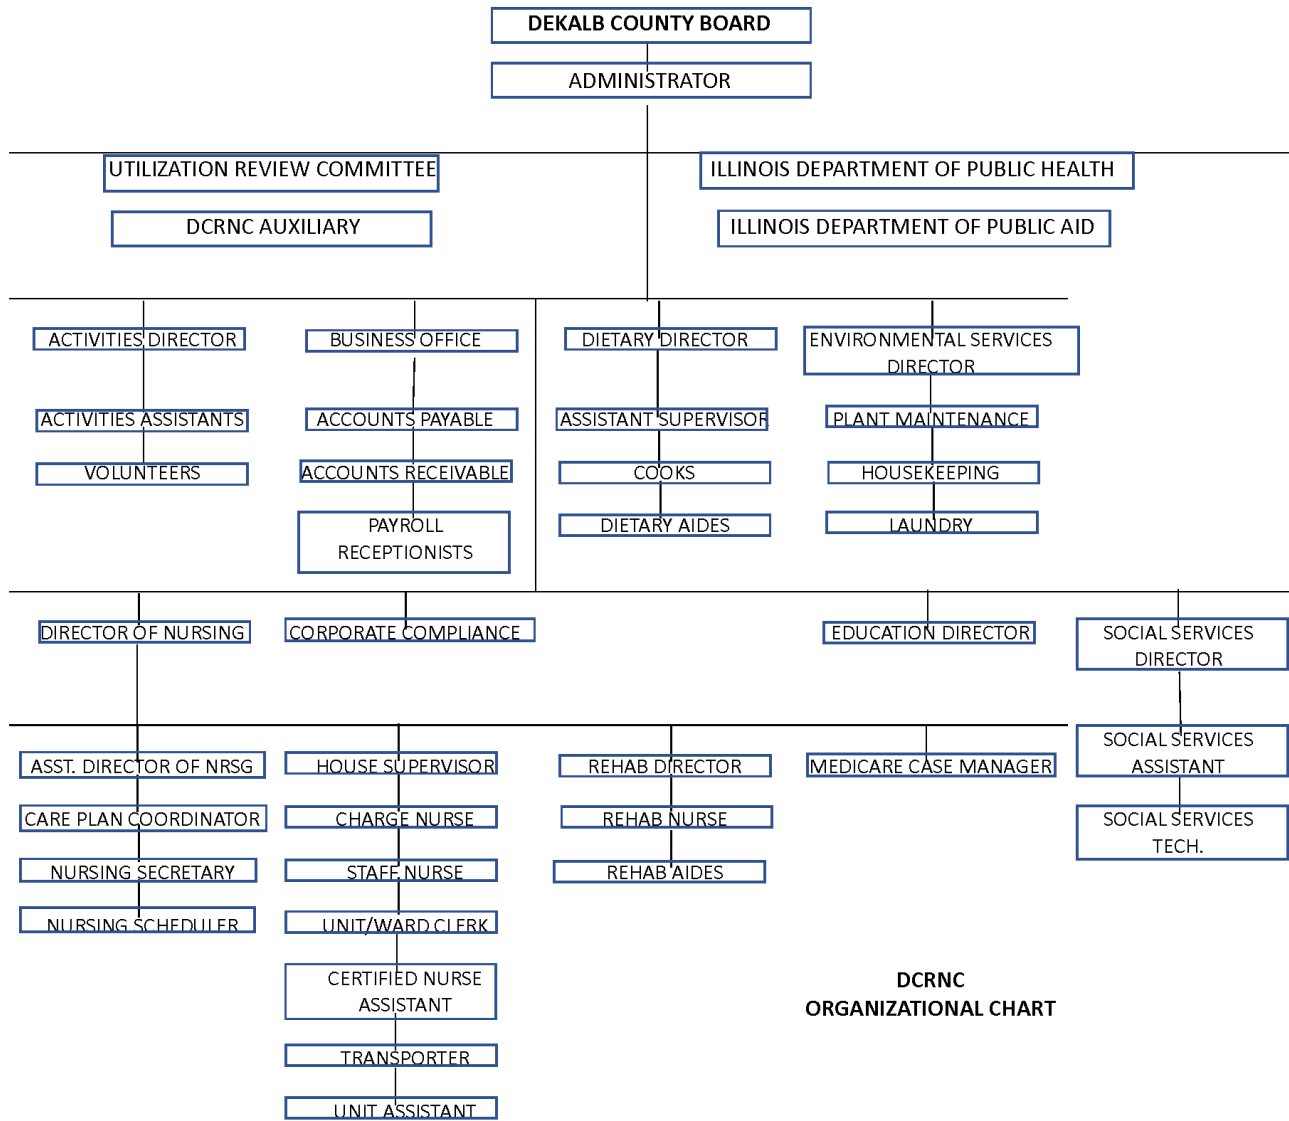 DEKALB COUNTY BOARD
ADMINISTRATOR
UTILIZATION REVIEW COMMITTEE
ILLINOIS DEPARTMENT OF PUBLIC HEALTH
DCRNC AUXILIARY
ILLINOIS DEPARTMENT OF PUBLIC AID
ACTIVITIES DIRECTOR
BUSINESS OFFICE
DIETARY DIRECTOR
ENVIRONMENTAL SERVICES
DIRECTOR
ACTIVITIES ASSISTANTS
ACCOUNTS PAYABLE
ASSISTANT SUPERVISOR
PLANT MAINTENANCE
VOLUNTEERS
ACCOUNTS RECEIVABLE
COOKS
HOUSEKEEPING
PAYROLL
RECEPTIONISTS
DIETARY AIDES
LAUNDRY
DIRECTOR OF NURSING
CORPORATE COMPLIANCE
EDUCATION DIRECTOR
SOCIAL SERVICES
DIRECTOR
ASST. DIRECTOR OF NRSG
HOUSE SUPERVISOR
REHAB DIRECTOR
MEDICARE CASE MANAGER
SOCIAL SERVICES
ASSISTANT
CARE PLAN COORDINATOR
CHARGE NURSE
REHAB NURSE
SOCIAL SERVICES
TECH.
NURSING SECRETARY
STAFF NURSE
REHAB AIDES
NURSING SCHEDULER
UNIT/WARD CLERK
CERTIFIED NURSE
ASSISTANT
DCRNC
ORGANIZATIONAL CHART
TRANSPORTER
UNIT ASSISTANT